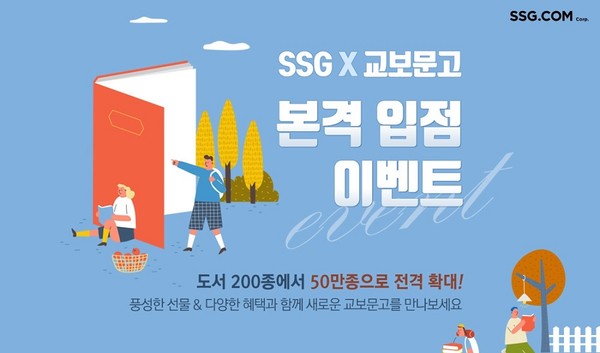 SSG.COM Corp.
SSG X 교보문고
본격 입점
이벤트
event
도서 200종에서 50만종으로 전격 확대!
풍성한 선물 & 다양한 혜택과 함께 새로운 교보문고를 만나보세요